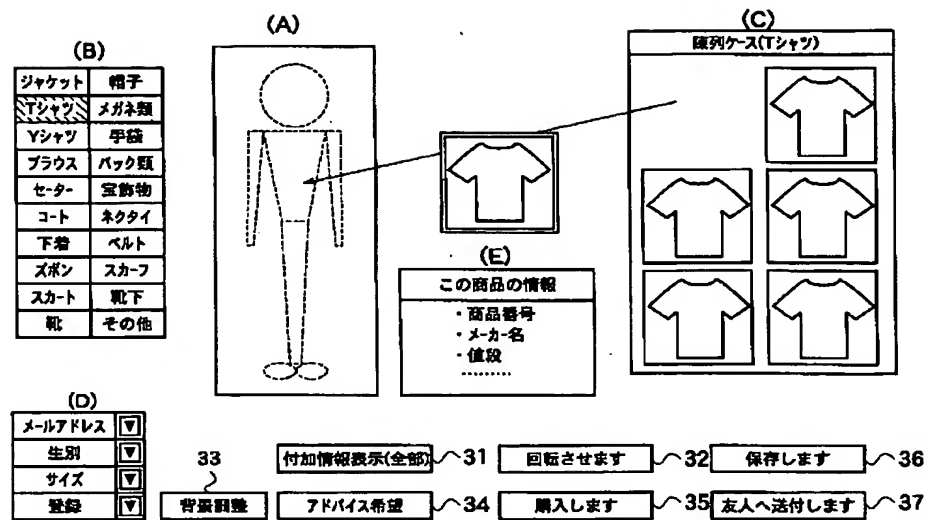 (A)
(B)
ジャケット 帽子
Tシャツ メガネ類
Yシャツ 手袋
ブラウス バック類
セーター 宝飾物
コート ネクタイ
下着 ベルト
ズボン スカーフ
スカート 靴下
靴 その他
(C)
陳列ケース(Tシャツ)
(E)
この商品の情報
・商品番号
・メーカー名
・値段
………
(D)
メールアドレス ▼
生別 ▼
サイズ ▼
登録 ▼
33
背景調整
付加情報表示(全部) 31
回転させます 32
保存します 36
アドバイス希望 34
購入します 35
友人へ送付します 37